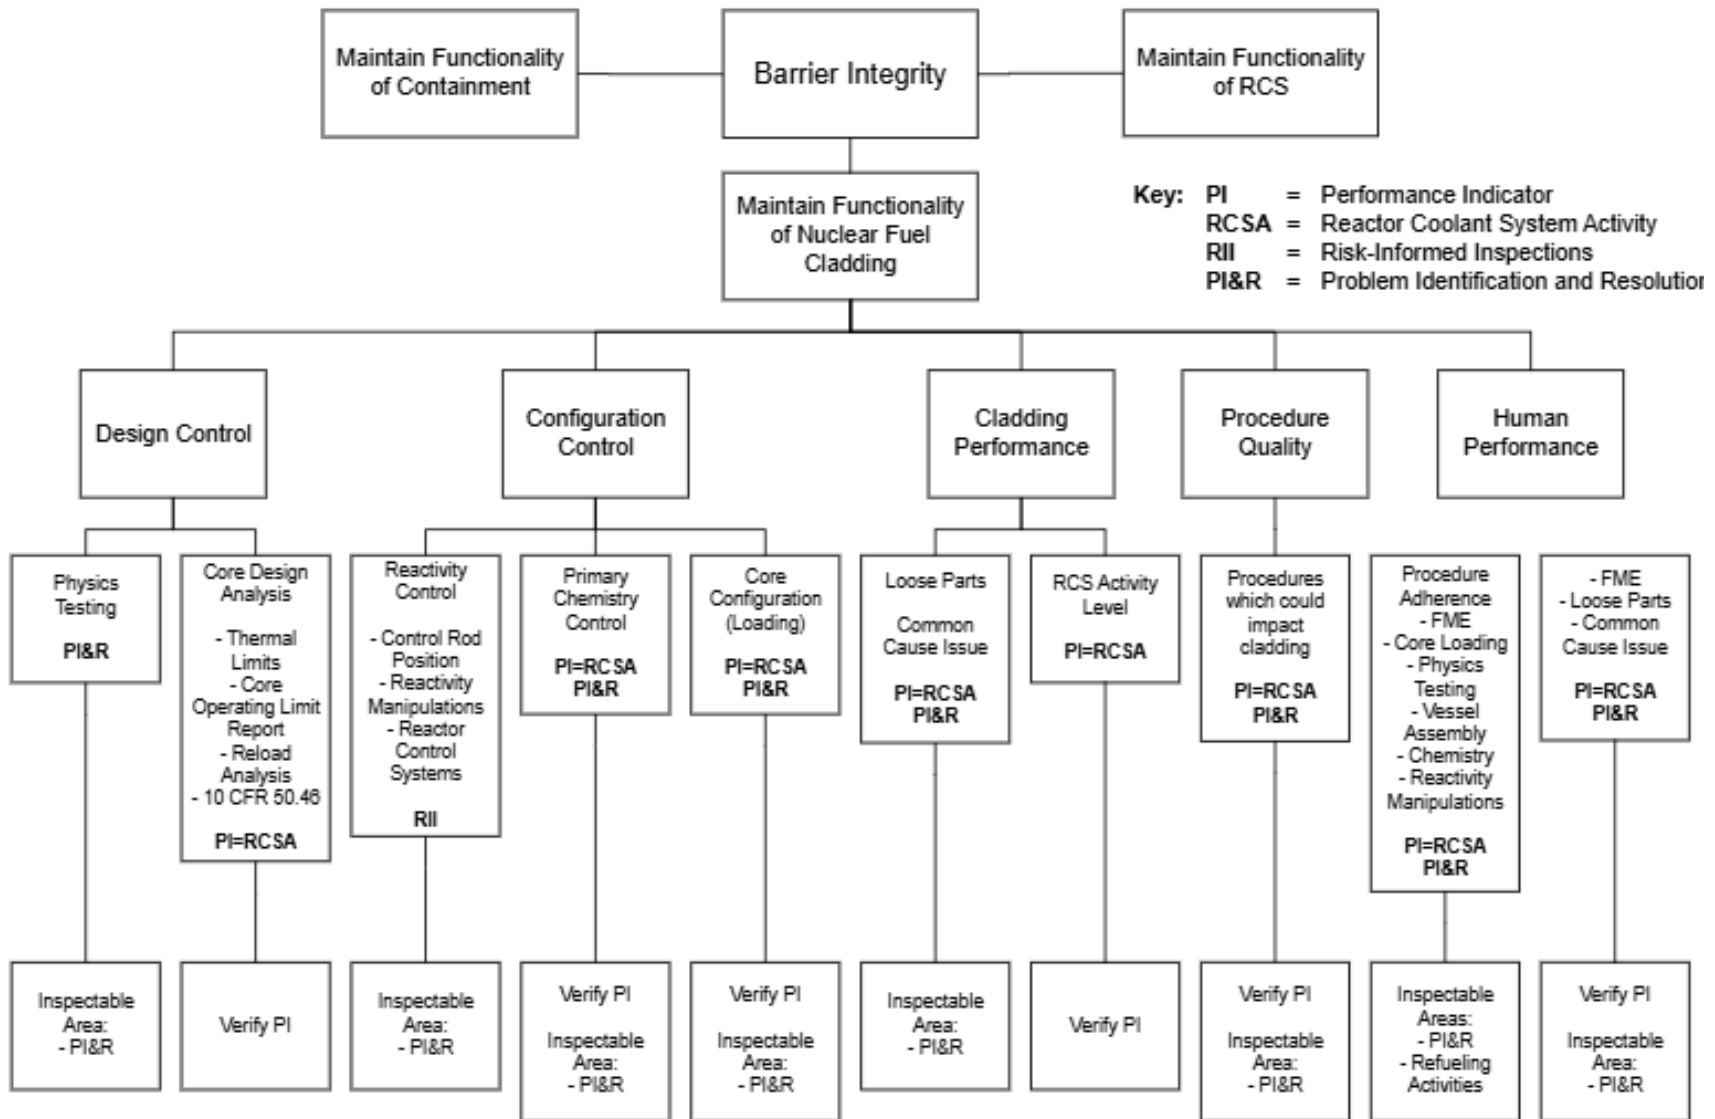 Maintain Functionality
of Containment
Barrier Integrity
Maintain Functionality
of RCS
Maintain Functionality
of Nuclear Fuel
Cladding
Key: PI = Performance Indicator
RCSA = Reactor Coolant System Activity
RII = Risk-Informed Inspections
PI&R = Problem Identification and Resolution
Design Control
Configuration
Control
Cladding
Performance
Procedure
Quality
Human
Performance
Physics
Testing
PI&R
Core Design
Analysis
- Thermal
Limits
- Core
Operating Limit
Report
- Reload
Analysis
- 10 CFR 50.46
PI=RCSA
Reactivity
Control
- Control Rod
Position
- Reactivity
Manipulations
- Reactor
Control
Systems
RII
Primary
Chemistry
Control
PI=RCSA
PI&R
Core
Configuration
(Loading)
PI=RCSA
PI&R
Loose Parts
Common
Cause Issue
PI=RCSA
PI&R
RCS Activity
Level
PI=RCSA
Procedures
which could
impact
cladding
PI=RCSA
PI&R
Procedure
Adherence
- FME
- Core Loading
- Physics
Testing
- Vessel
Assembly
- Chemistry
- Reactivity
Manipulations
PI=RCSA
PI&R
- FME
- Loose Parts
- Common
Cause Issue
PI=RCSA
PI&R
Inspectable
Area:
- PI&R
Verify PI
Inspectable
Area:
- PI&R
Verify PI
Inspectable
Area:
- PI&R
Verify PI
Inspectable
Area:
- PI&R
Inspectable
Area:
- PI&R
Verify PI
Verify PI
Inspectable
Area:
- PI&R
Inspectable
Areas:
- PI&R
- Refueling
Activities
Verify PI
Inspectable
Area:
- PI&R